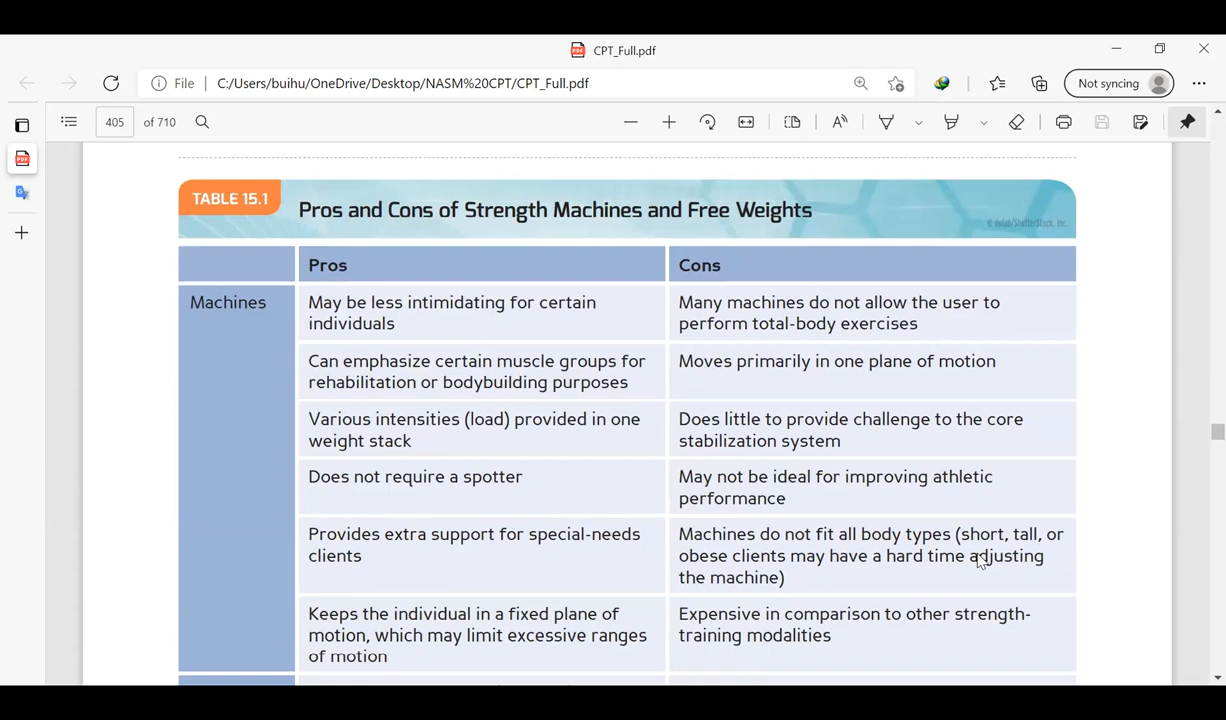 CPT_Full.pdf
File
C:/Users/buihu/OneDrive/Desktop/NASM%20CPT/CPT_Full.pdf
Not syncing
405
of 710
TABLE 15.1
Pros and Cons of Strength Machines and Free Weights
Pros
Cons
Machines
May be less intimidating for certain
individuals
Many machines do not allow the user to
perform total-body exercises
Can emphasize certain muscle groups for
rehabilitation or bodybuilding purposes
Moves primarily in one plane of motion
Various intensities (load) provided in one
weight stack
Does little to provide challenge to the core
stabilization system
Does not require a spotter
May not be ideal for improving athletic
performance
Provides extra support for special-needs
clients
Machines do not fit all body types (short, tall, or
obese clients may have a hard time adjusting
the machine)
Keeps the individual in a fixed plane of
motion, which may limit excessive ranges
of motion
Expensive in comparison to other strength-
training modalities